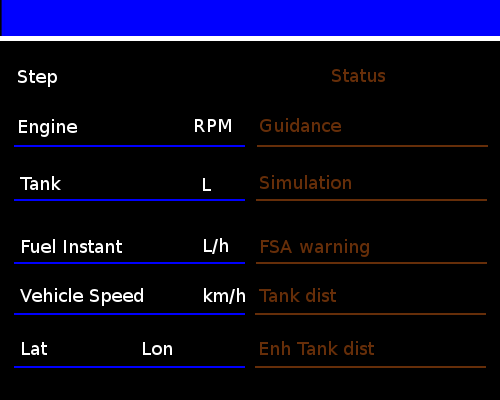 Step Status
Engine RPM Guidance
Tank L Simulation
Fuel Instant L/h FSA warning
Vehicle Speed km/h Tank dist
Lat Lon Enh Tank dist